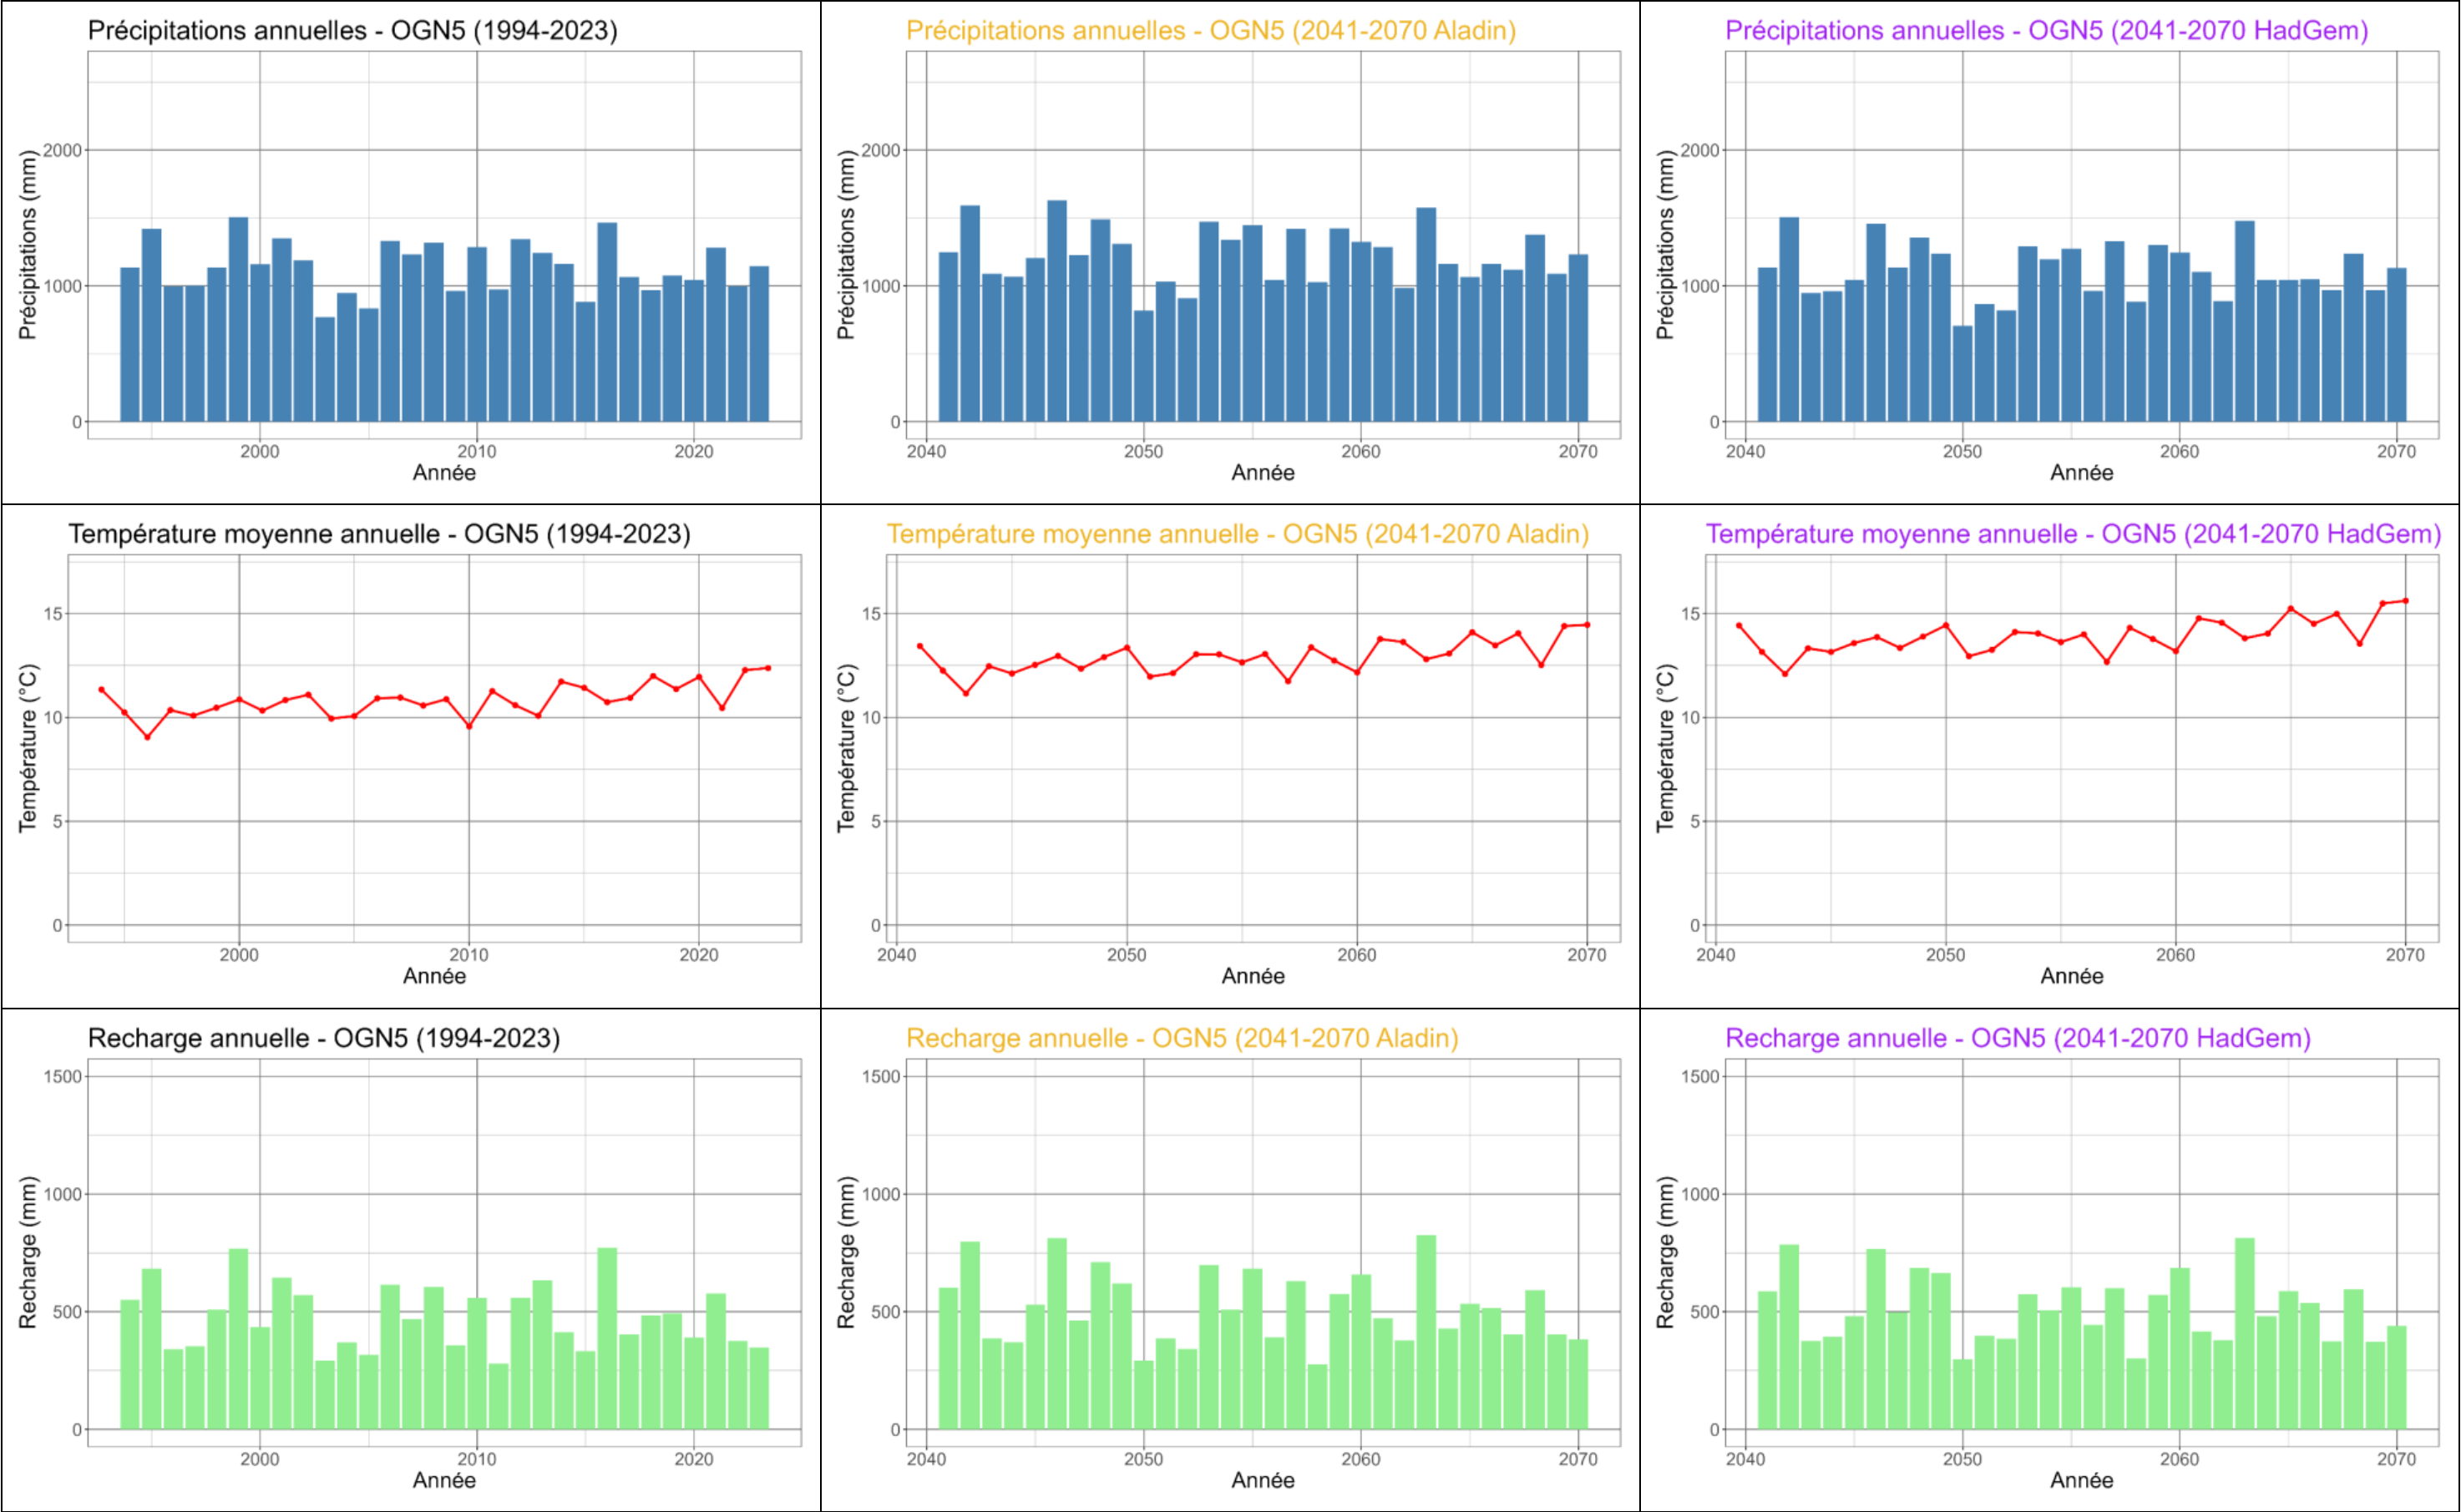 Précipitations annuelles - OGN5 (1994-2023)
Précipitations (mm)
2000
1000
0
2000
2010
2020
Année
Précipitations annuelles - OGN5 (2041-2070 Aladin)
Précipitations (mm)
2000
1000
0
2040
2050
2060
2070
Année
Précipitations annuelles - OGN5 (2041-2070 HadGem)
Précipitations (mm)
2000
1000
0
2040
2050
2060
2070
Année
Température moyenne annuelle - OGN5 (1994-2023)
Température (°C)
15
10
5
0
2000
2010
2020
Année
Température moyenne annuelle - OGN5 (2041-2070 Aladin)
Température (°C)
15
10
5
0
2040
2050
2060
2070
Année
Température moyenne annuelle - OGN5 (2041-2070 HadGem)
Température (°C)
15
10
5
0
2040
2050
2060
2070
Année
Recharge annuelle - OGN5 (1994-2023)
Recharge (mm)
1500
1000
500
0
2000
2010
2020
Année
Recharge annuelle - OGN5 (2041-2070 Aladin)
Recharge (mm)
1500
1000
500
0
2040
2050
2060
2070
Année
Recharge annuelle - OGN5 (2041-2070 HadGem)
Recharge (mm)
1500
1000
500
0
2040
2050
2060
2070
Année